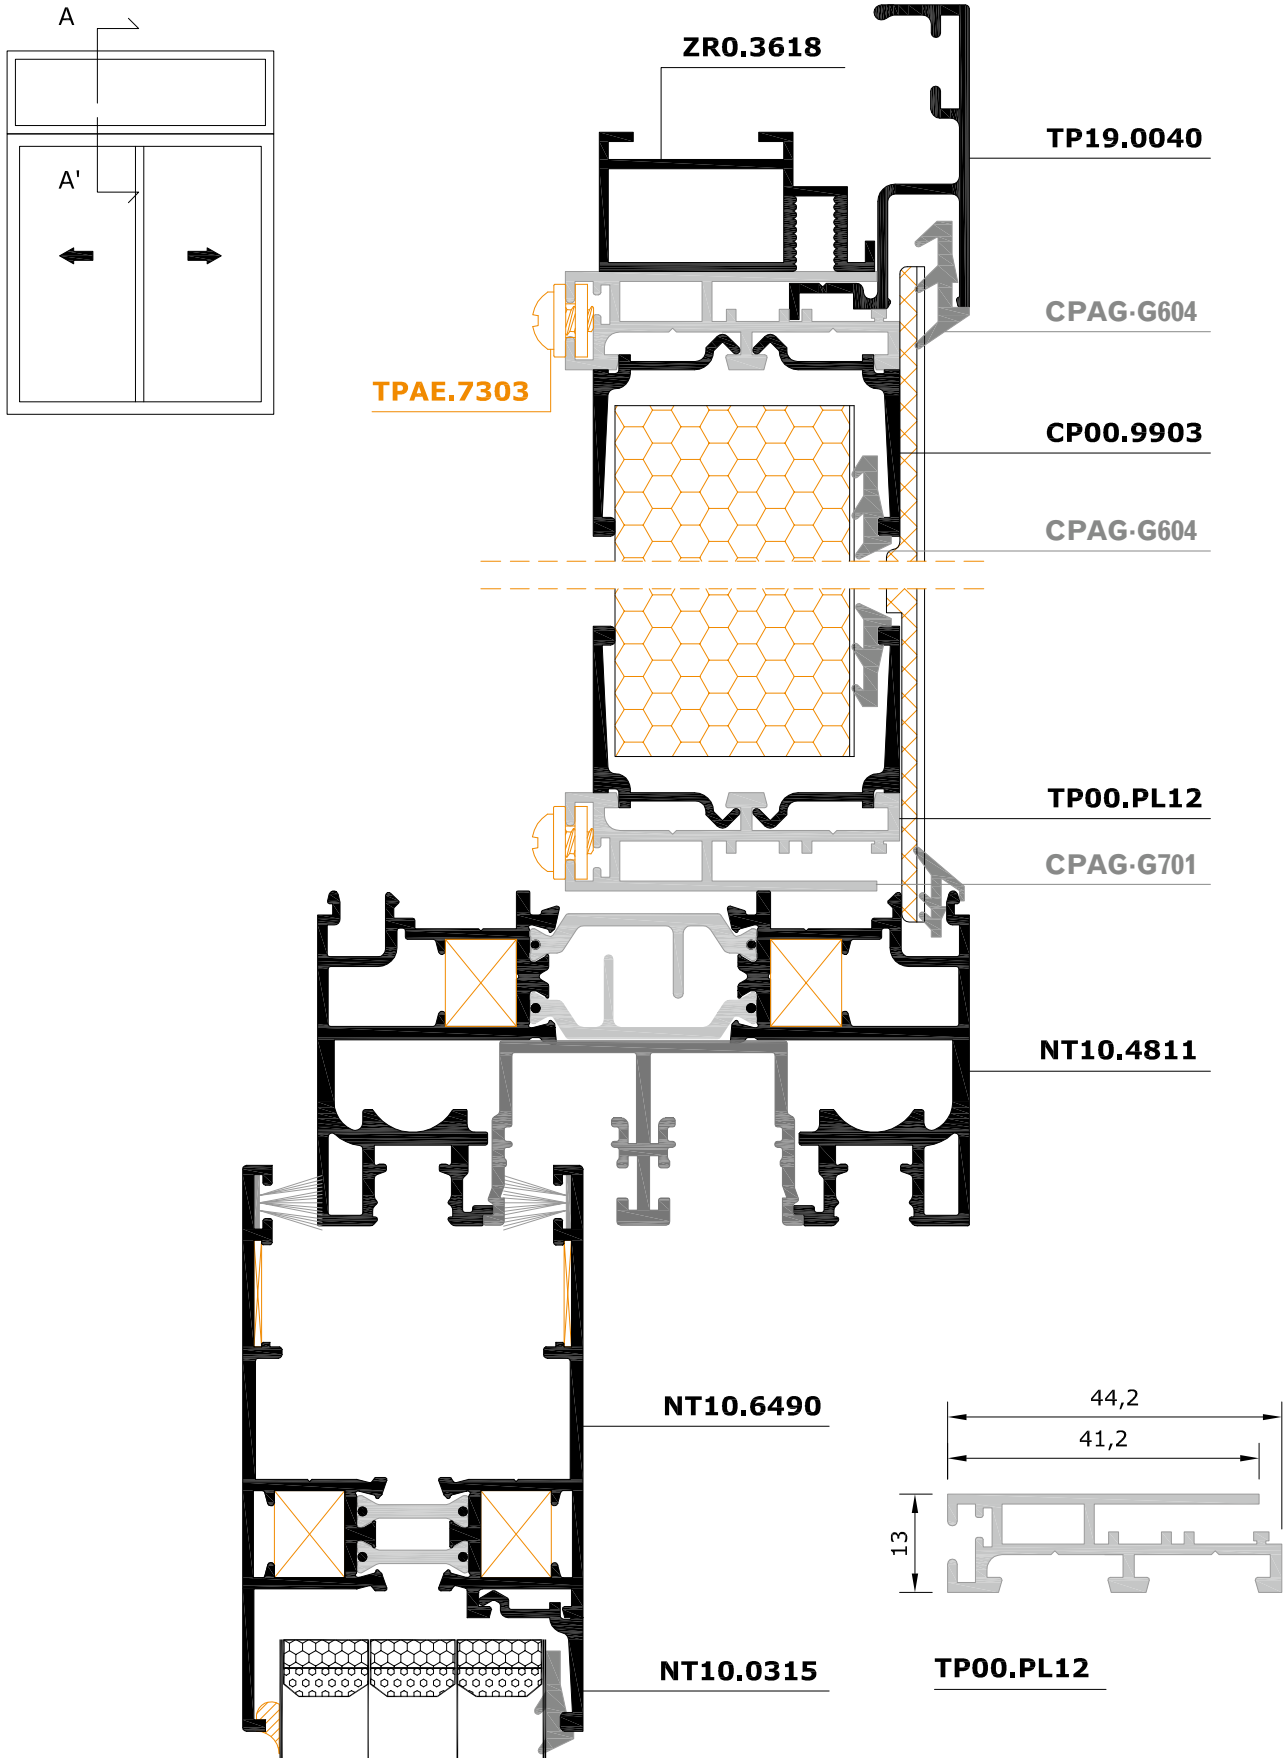 A
ZR0.3618
TP19.0040
A'
CPAG·G604
TPAE.7303
CP00.9903
CPAG·G604
TP00.PL12
CPAG·G701
NT10.4811
NT10.6490
44,2
41,2
13
NT10.0315
TP00.PL12